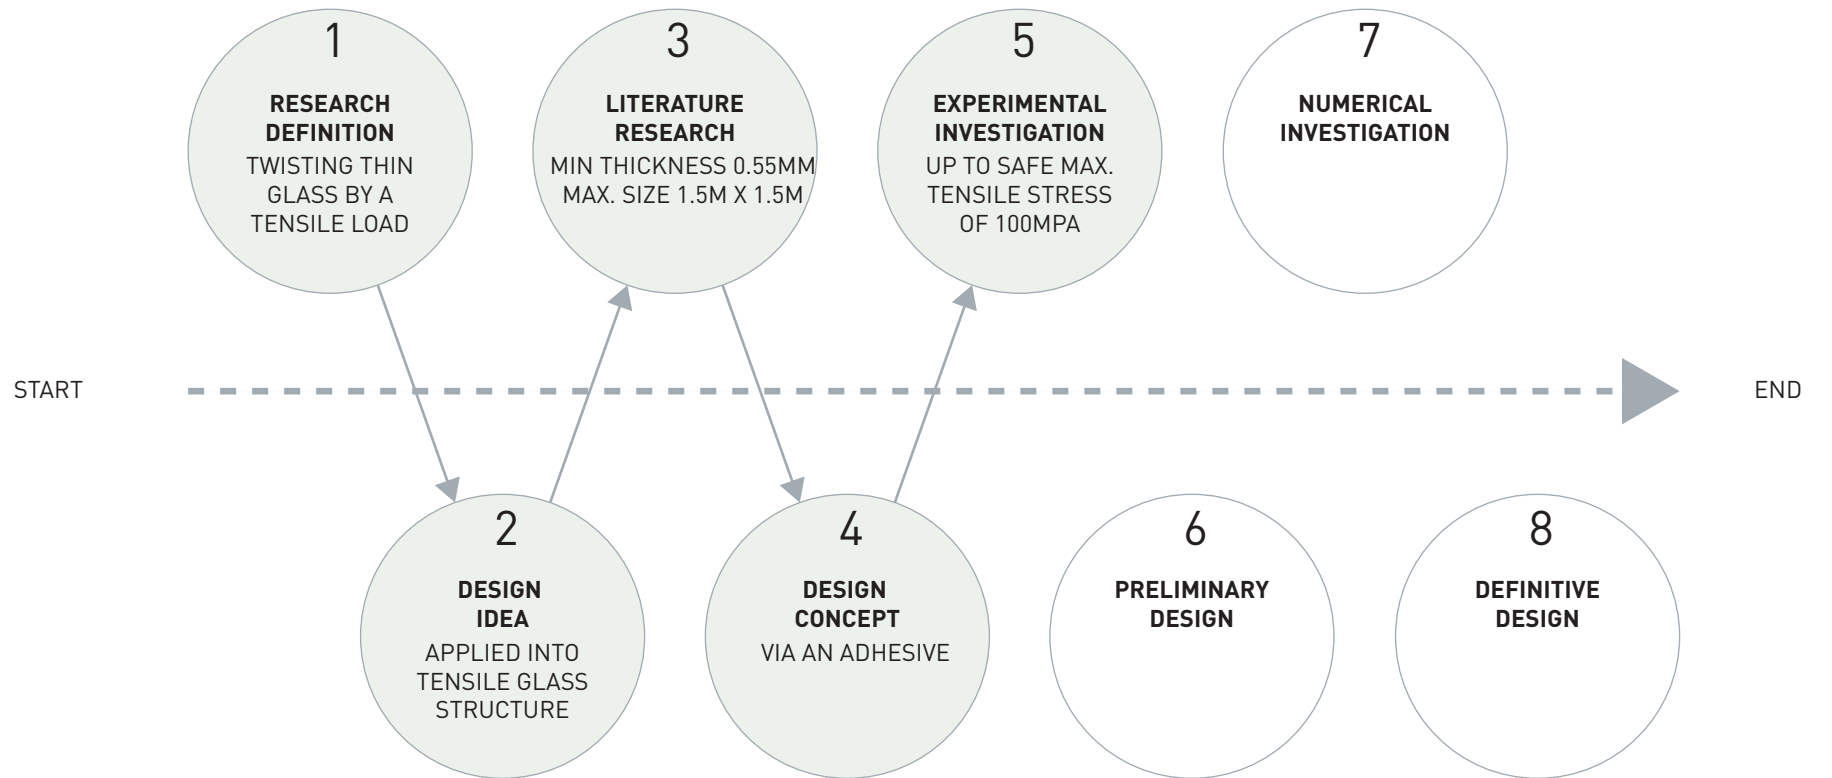 1
RESEARCH
DEFINITION
TWISTING THIN
GLASS BY A
TENSILE LOAD
3
LITERATURE
RESEARCH
MIN THICKNESS 0.55MM
MAX. SIZE 1.5M X 1.5M
5
EXPERIMENTAL
INVESTIGATION
UP TO SAFE MAX.
TENSILE STRESS
OF 100MPA
7
NUMERICAL
INVESTIGATION
START
END
2
DESIGN
IDEA
APPLIED INTO
TENSILE GLASS
STRUCTURE
4
DESIGN
CONCEPT
VIA AN ADHESIVE
6
PRELIMINARY
DESIGN
8
DEFINITIVE
DESIGN